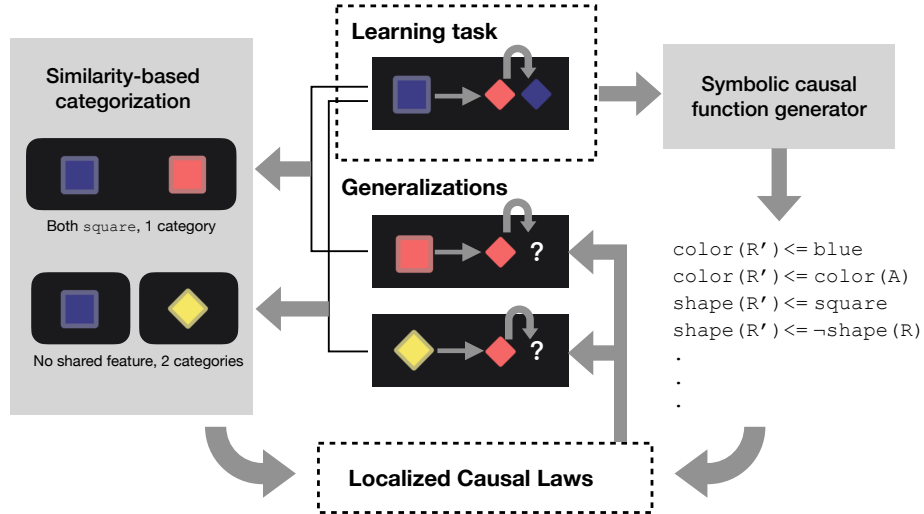 Learning task
Similarity-based
categorization
Symbolic causal
function generator
Both square, 1 category
No shared feature, 2 categories
Generalizations
?
?
color(R′)<= blue
color(R′)<= color(A)
shape(R′)<= square
shape(R′)<= ¬shape(R)
.
.
.
Localized Causal Laws